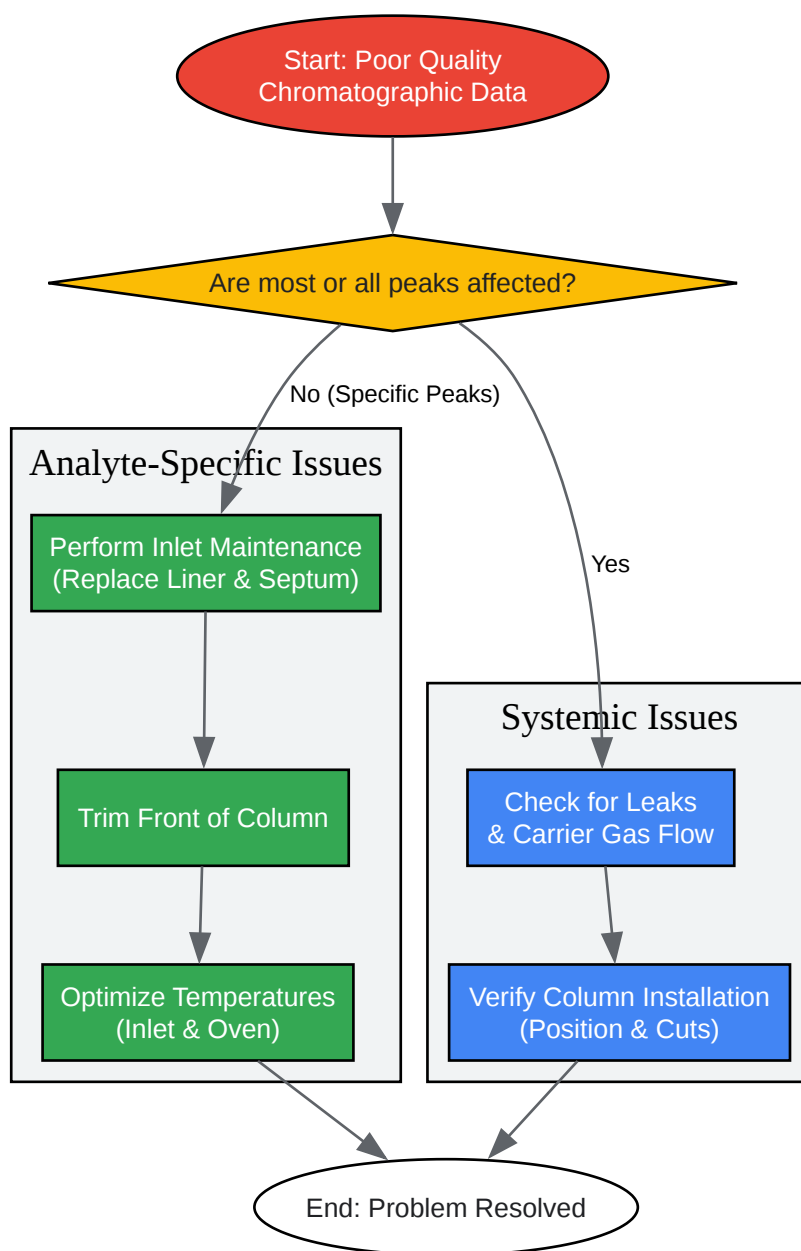 Start: Poor Quality
Chromatographic Data
Are most or all peaks affected?
No (Specific Peaks)
Analyte-Specific Issues
Perform Inlet Maintenance
(Replace Liner & Septum)
Trim Front of Column
Optimize Temperatures
(Inlet & Oven)
Yes
Systemic Issues
Check for Leaks
& Carrier Gas Flow
Verify Column Installation
(Position & Cuts)
End: Problem Resolved